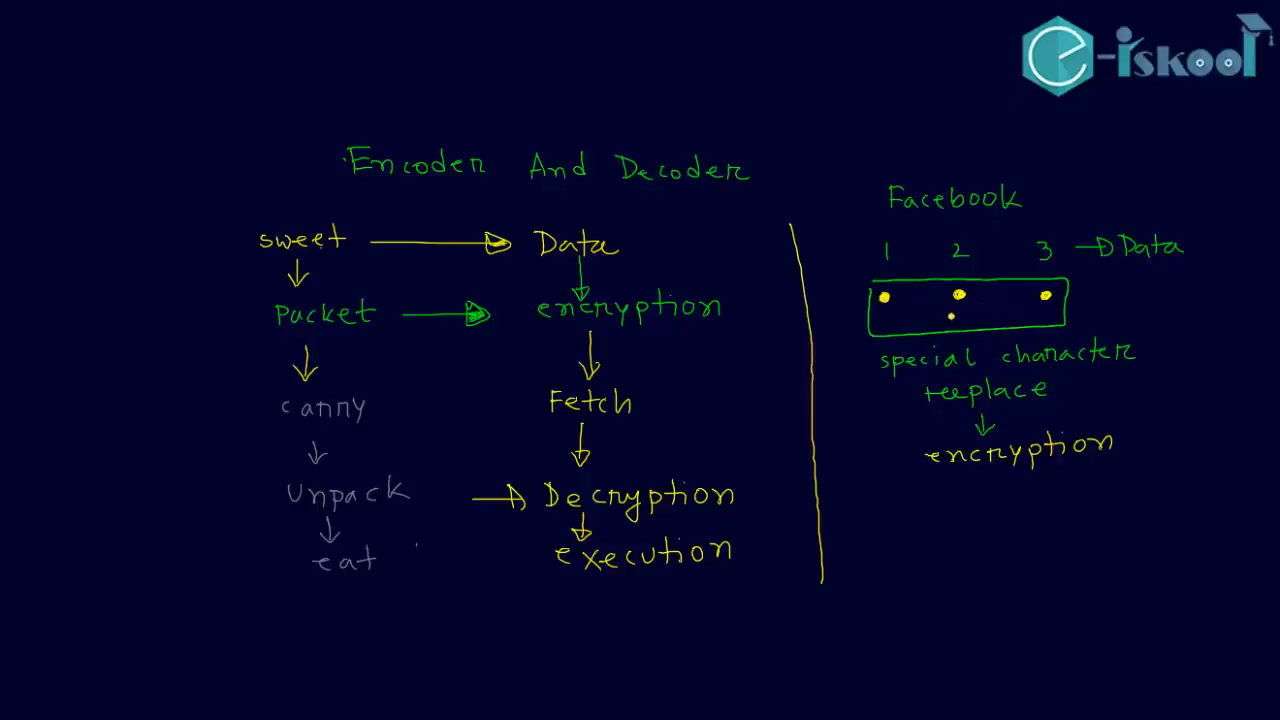 e-iskool
Encoder And Decoder
sweet → Data
Packet → encryption
carry Fetch
Unpack → Decryption
eat execution
Facebook
1 2 3 → Data
special character
replace
encryption